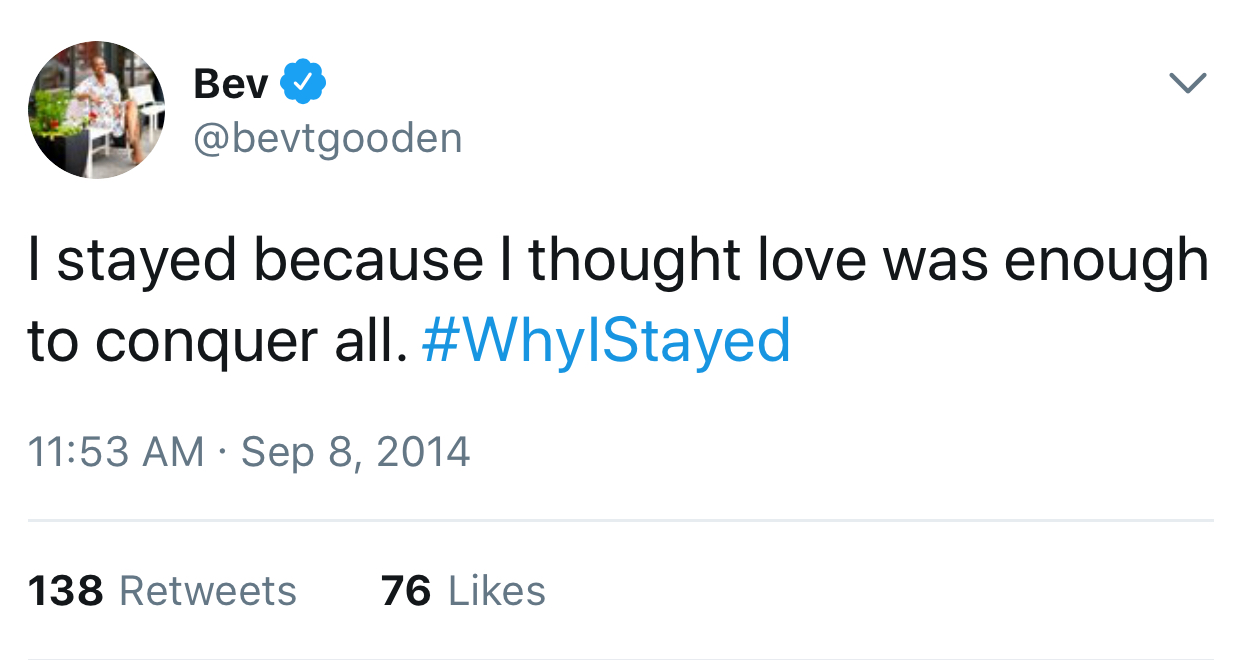 Bev
@bevtgooden
I stayed because I thought love was enough
to conquer all. #WhyIStayed
11:53 AM · Sep 8, 2014
138 Retweets 76 Likes